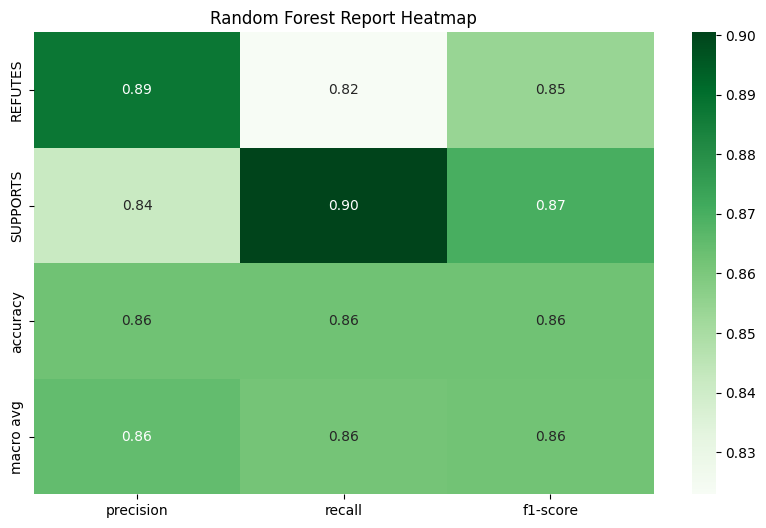 Random Forest Report Heatmap
REFUTES 0.89 0.82 0.85
SUPPORTS 0.84 0.90 0.87
accuracy 0.86 0.86 0.86
macro avg 0.86 0.86 0.86
precision recall f1-score
0.90
0.89
0.88
0.87
0.86
0.85
0.84
0.83